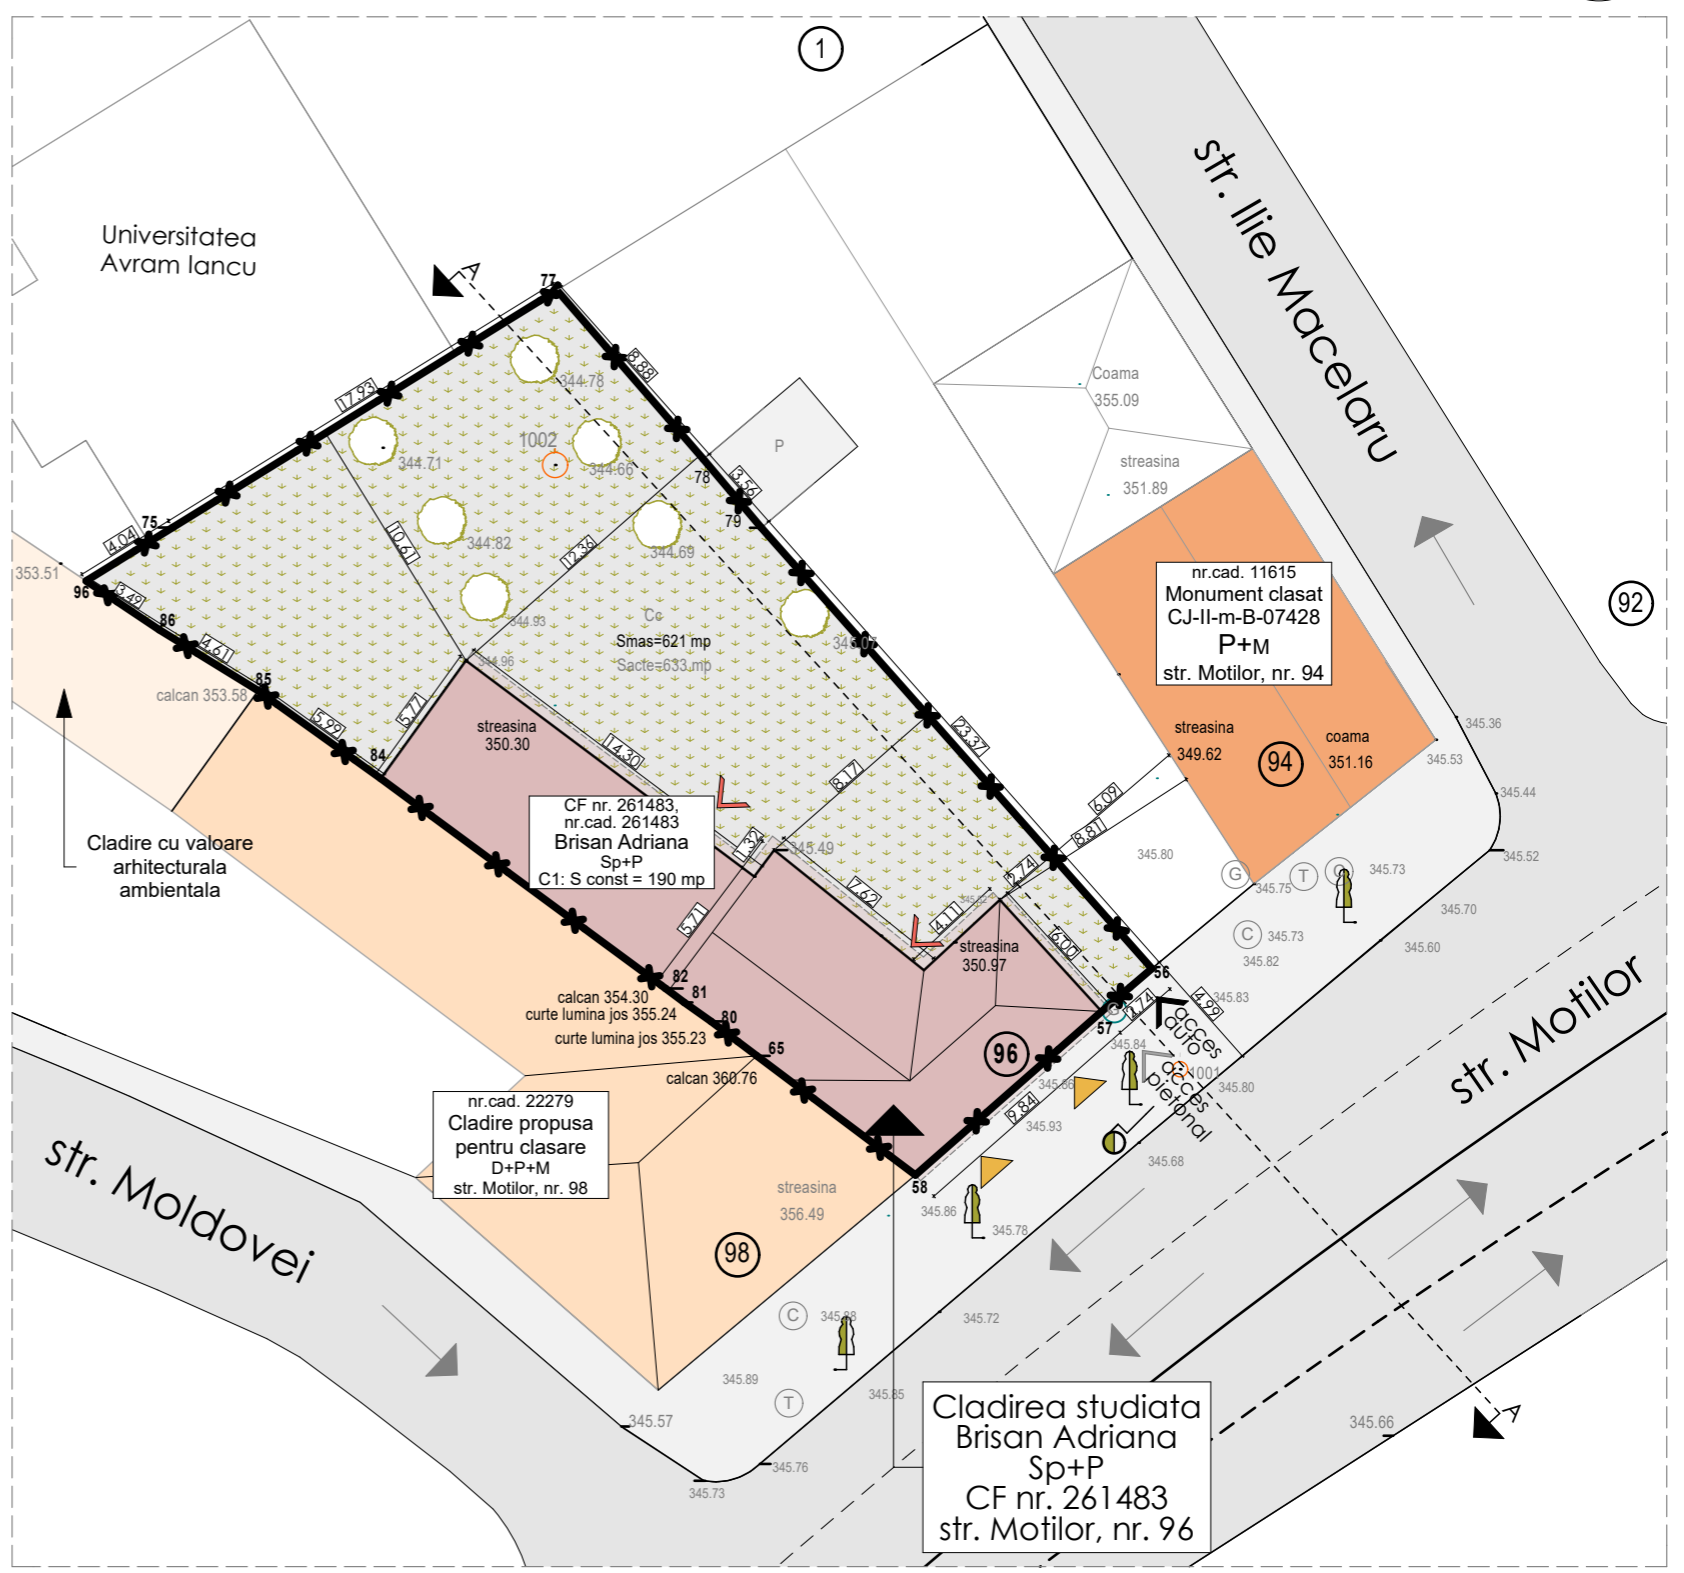 1
str. Ilie Macelaru
Universitatea
Avram Iancu
A
77
8.88
17.93
344.78
Coama
355.09
P
1002
344.71
344.66
streasina
351.89
78
3.56
79
75
4.04
10.61
344.82
12.36
344.69
353.51
96
3.49
86
344.93
Cc
Smas=621 mp
Sacte=633 mp
345.07
nr.cad. 11615
Monument clasat
CJ-II-m-B-07428
P+M
str. Motilor, nr. 94
92
4.61
344.96
85
calcan 353.58
5.99
5.77
84
streasina
350.30
14.30
23.37
8.17
streasina
349.62
94
coama
351.16
345.36
345.53
345.44
6.09
8.81
345.80
345.52
Cladire cu valoare
arhitecturala
ambientala
CF nr. 261483,
nr.cad. 261483
Brisan Adriana
Sp+P
C1: S const = 190 mp
1.32
345.49
7.62
2.74
4.11
5.71
G
345.75
T
345.73
345.70
C
345.73
345.60
345.82
streasina
350.97
6.00
56
57
G
2.74
4.99
345.83
str. Motilor
82
81
80
65
calcan 354.30
curte lumina jos 355.24
curte lumina jos 355.23
calcan 360.76
96
345.84
acces
auto
1001
345.80
acces
pietonal
345.86
9.84
345.93
345.68
nr.cad. 22279
Cladire propusa
pentru clasare
D+P+M
str. Motilor, nr. 98
str. Moldovei
58
streasina
356.49
345.86
345.78
98
C
345.88
345.72
345.89
T
345.85
345.57
345.76
345.73
Cladirea studiata
Brisan Adriana
Sp+P
CF nr. 261483
str. Motilor, nr. 96
345.66
A